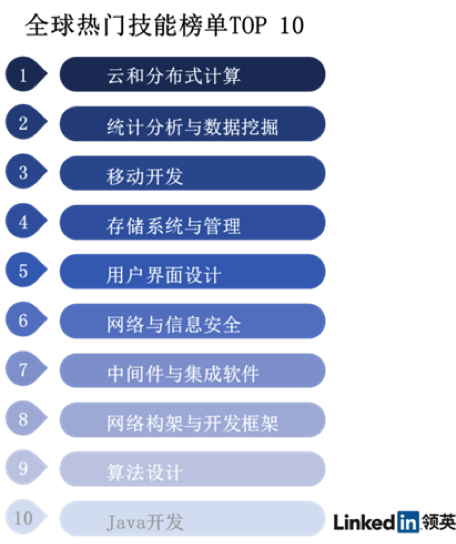 全球热门技能榜单TOP 10
1 云和分布式计算
2 统计分析与数据挖掘
3 移动开发
4 存储系统与管理
5 用户界面设计
6 网络与信息安全
7 中间件与集成软件
8 网络构架与开发框架
9 算法设计
10 Java开发
Linked in 领英